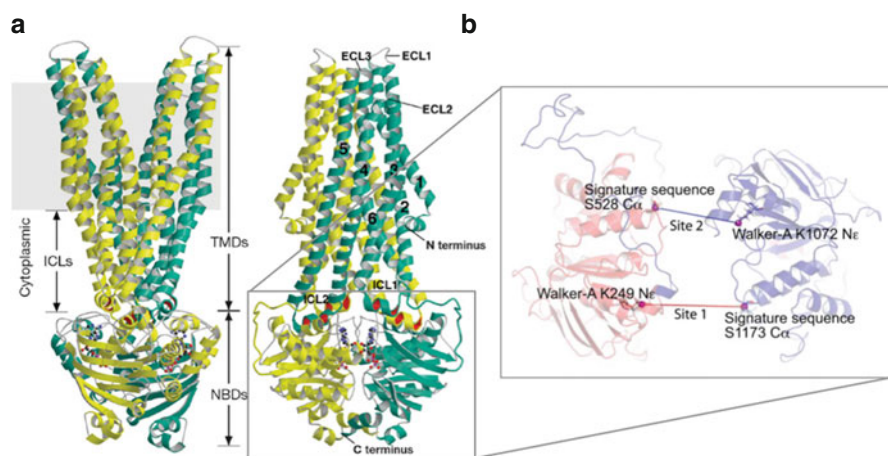 a
b
Cytoplasmic
ICLs
TMDs
NBDs
ECL3
ECL1
ECL2
5
4
3
1
2
6
N terminus
ICL2
ICL1
C terminus
Signature sequence
S528 Cα
Site 2
Walker-A K1072 Nε
Walker-A K249 Nε
Site 1
Signature sequence
S1173 Cα